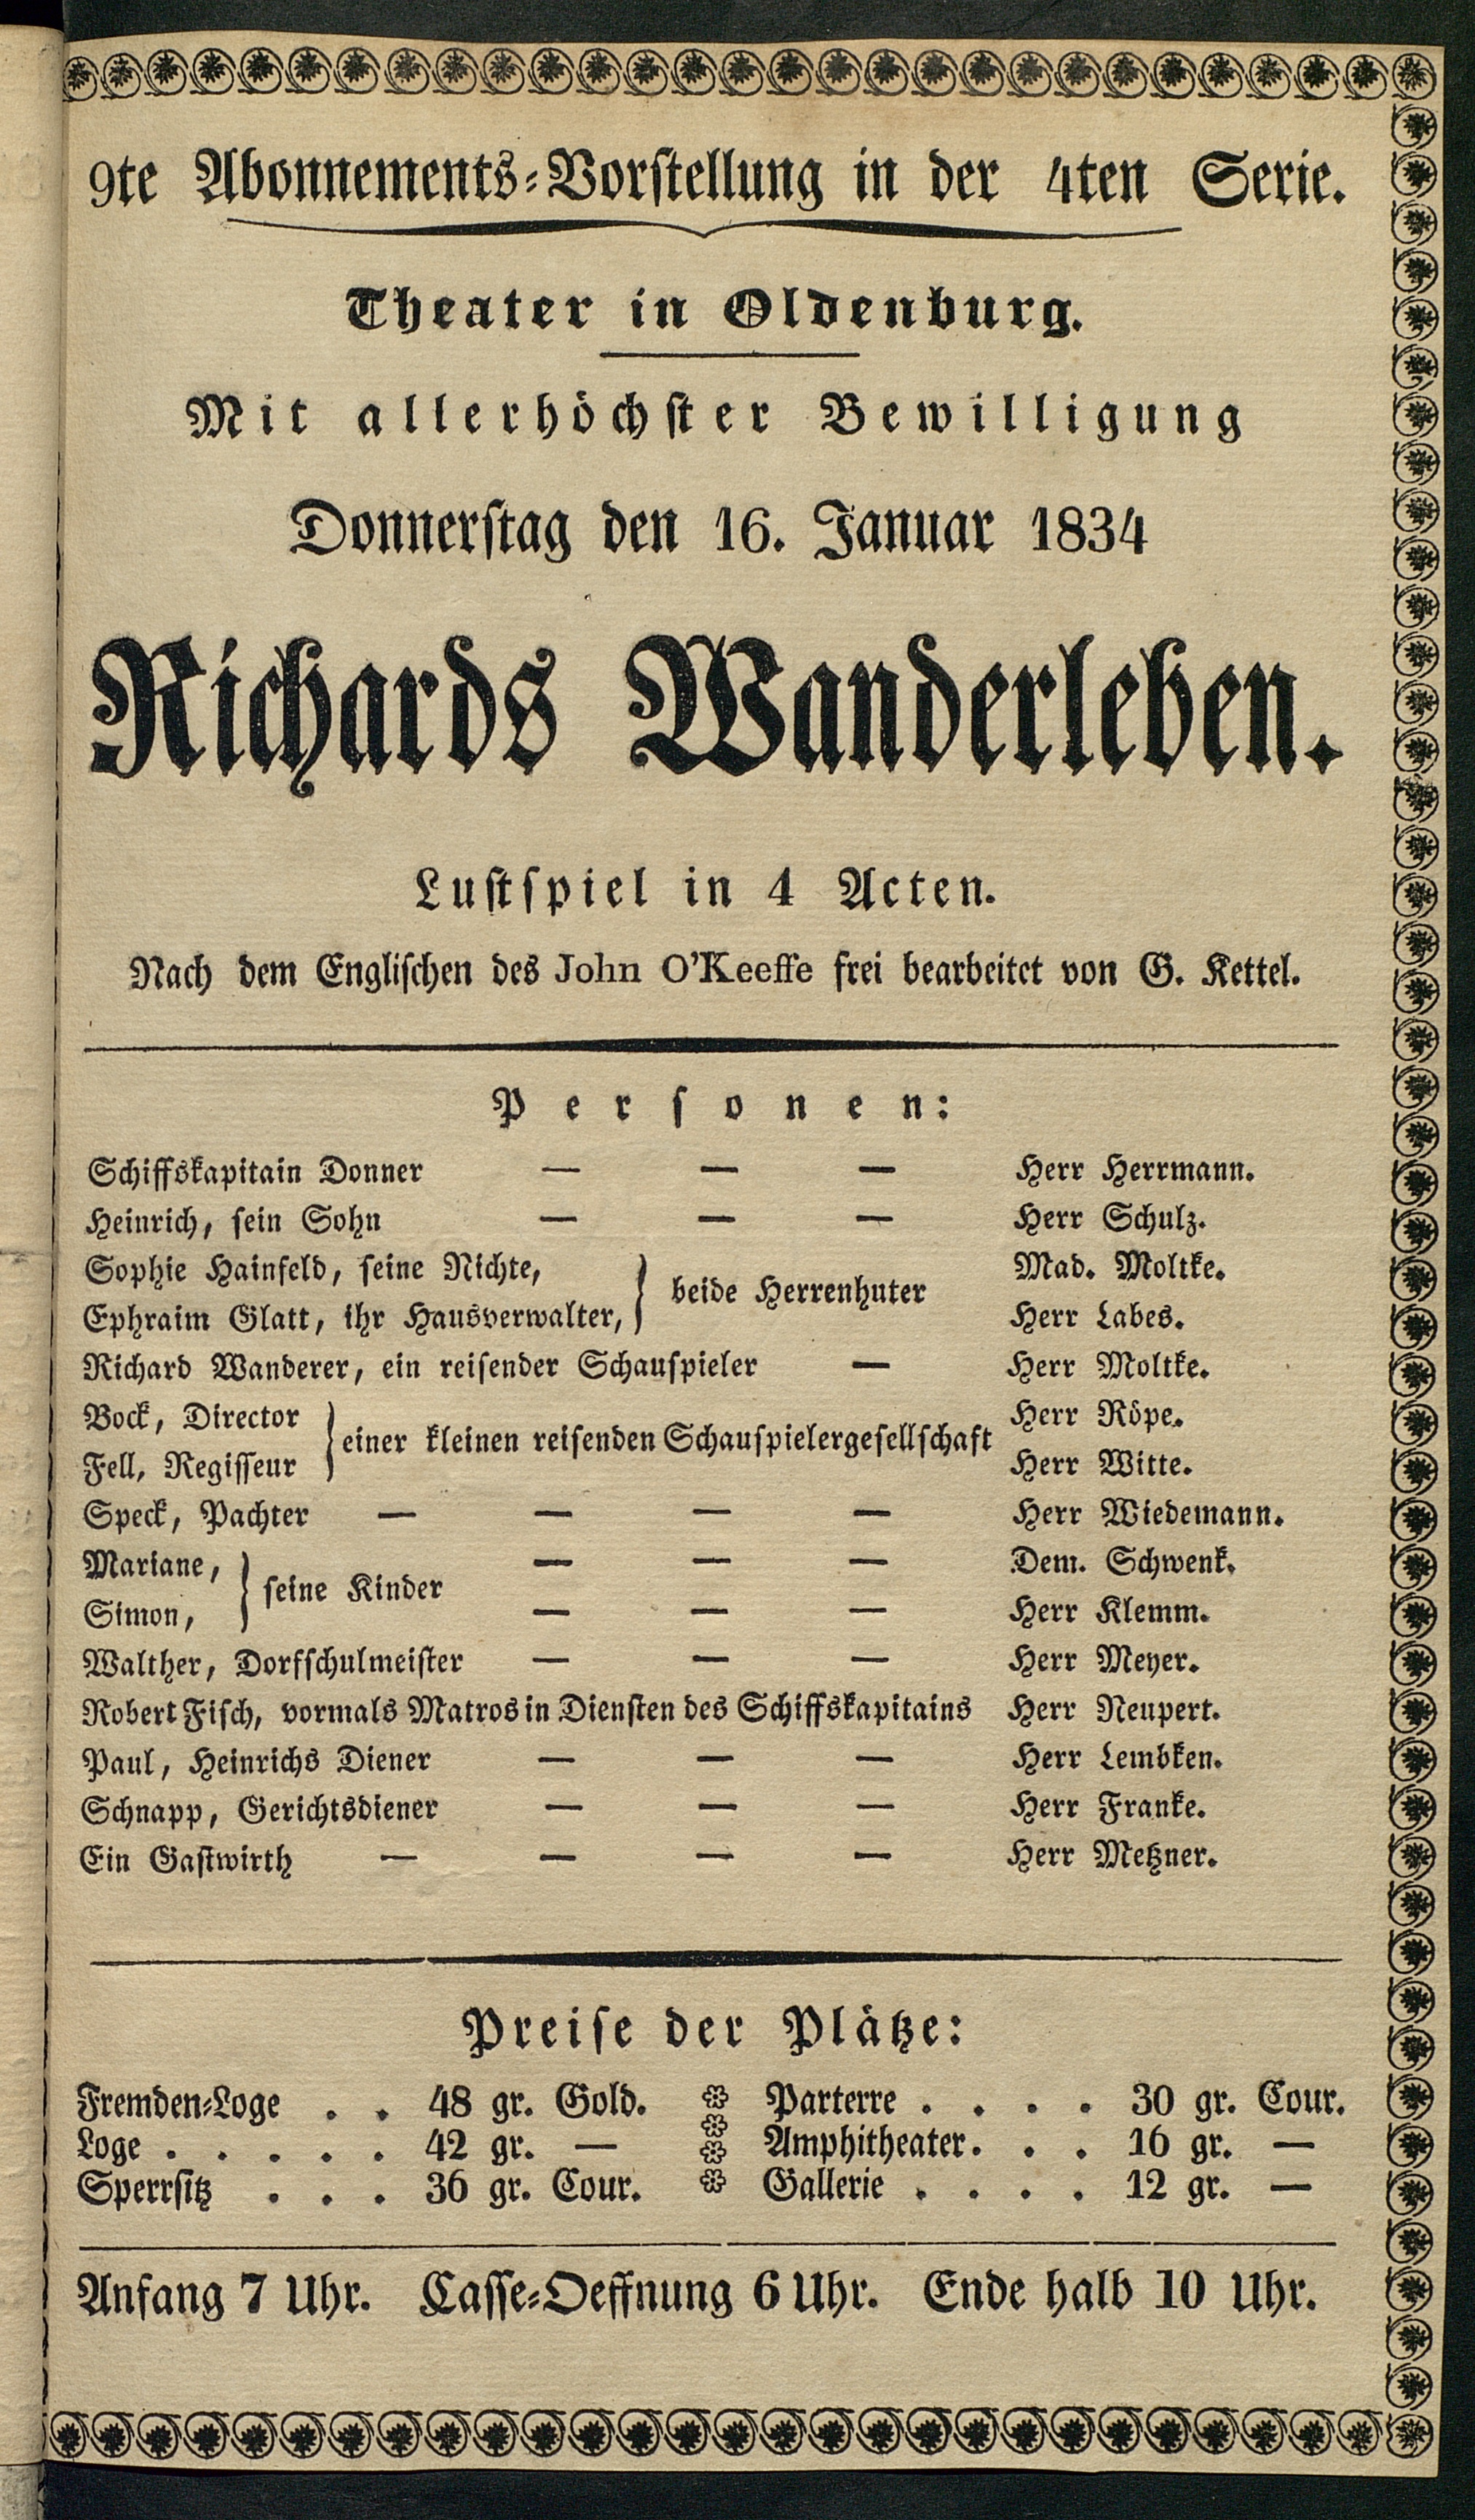 9te Abonnements-Vorstellung in der 4ten Serie.
Theater in Oldenburg.
Mit allerhöchster Bewilligung
Donnerstag den 16. Januar 1834
Richards Wanderleben.
Lustspiel in 4 Acten.
Nach dem Englischen des John O'Keeffe frei bearbeitet von G. Kettel.
Personen:
Schiffskapitain Donner — — — Herr Herrmann.
Heinrich, sein Sohn — — — Herr Schulz.
Sophie Hainfeld, seine Nichte, Mad. Moltke.
} beide Herrenhuter
Ephraim Glatt, ihr Hausverwalter, Herr Labes.
Richard Wanderer, ein reisender Schauspieler — Herr Moltke.
Bock, Director Herr Röpe.
} einer kleinen reisenden Schauspielergesellschaft
Fell, Regisseur Herr Witte.
Speck, Pachter — — — — Herr Wiedemann.
Mariane, — — — Dem. Schwenk.
} seine Kinder
Simon, — — — Herr Klemm.
Walther, Dorfschulmeister — — — Herr Meyer.
Robert Fisch, vormals Matros in Diensten des Schiffskapitains Herr Neupert.
Paul, Heinrichs Diener — — — Herr Lembken.
Schnapp, Gerichtsdiener — — — Herr Franke.
Ein Gastwirth — — — — Herr Metzner.
Preise der Plätze:
Fremden-Loge . . 48 gr. Gold. Parterre . . . . 30 gr. Cour.
Loge . . . . . 42 gr. — Amphitheater. . . 16 gr. —
Sperrsitz . . . 36 gr. Cour. Gallerie . . . . 12 gr. —
Anfang 7 Uhr. Casse-Oeffnung 6 Uhr. Ende halb 10 Uhr.